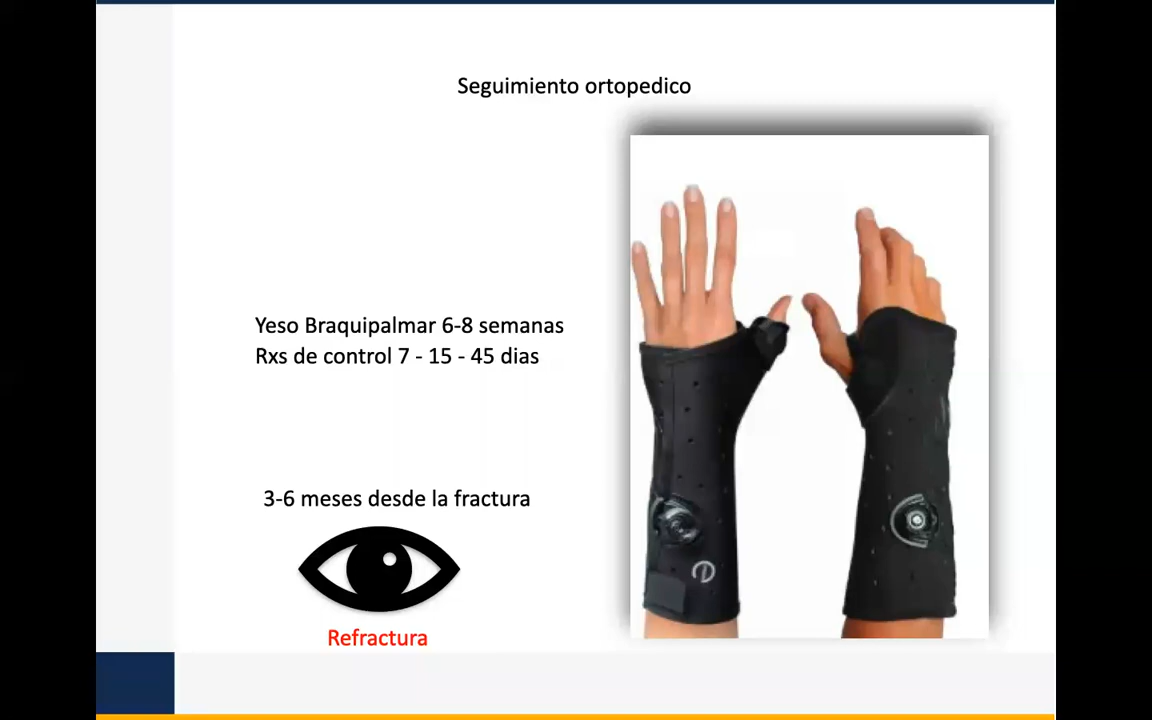 Seguimiento ortopedico
Yeso Braquipalmar 6-8 semanas
Rxs de control 7 - 15 - 45 dias
3-6 meses desde la fractura
Refractura